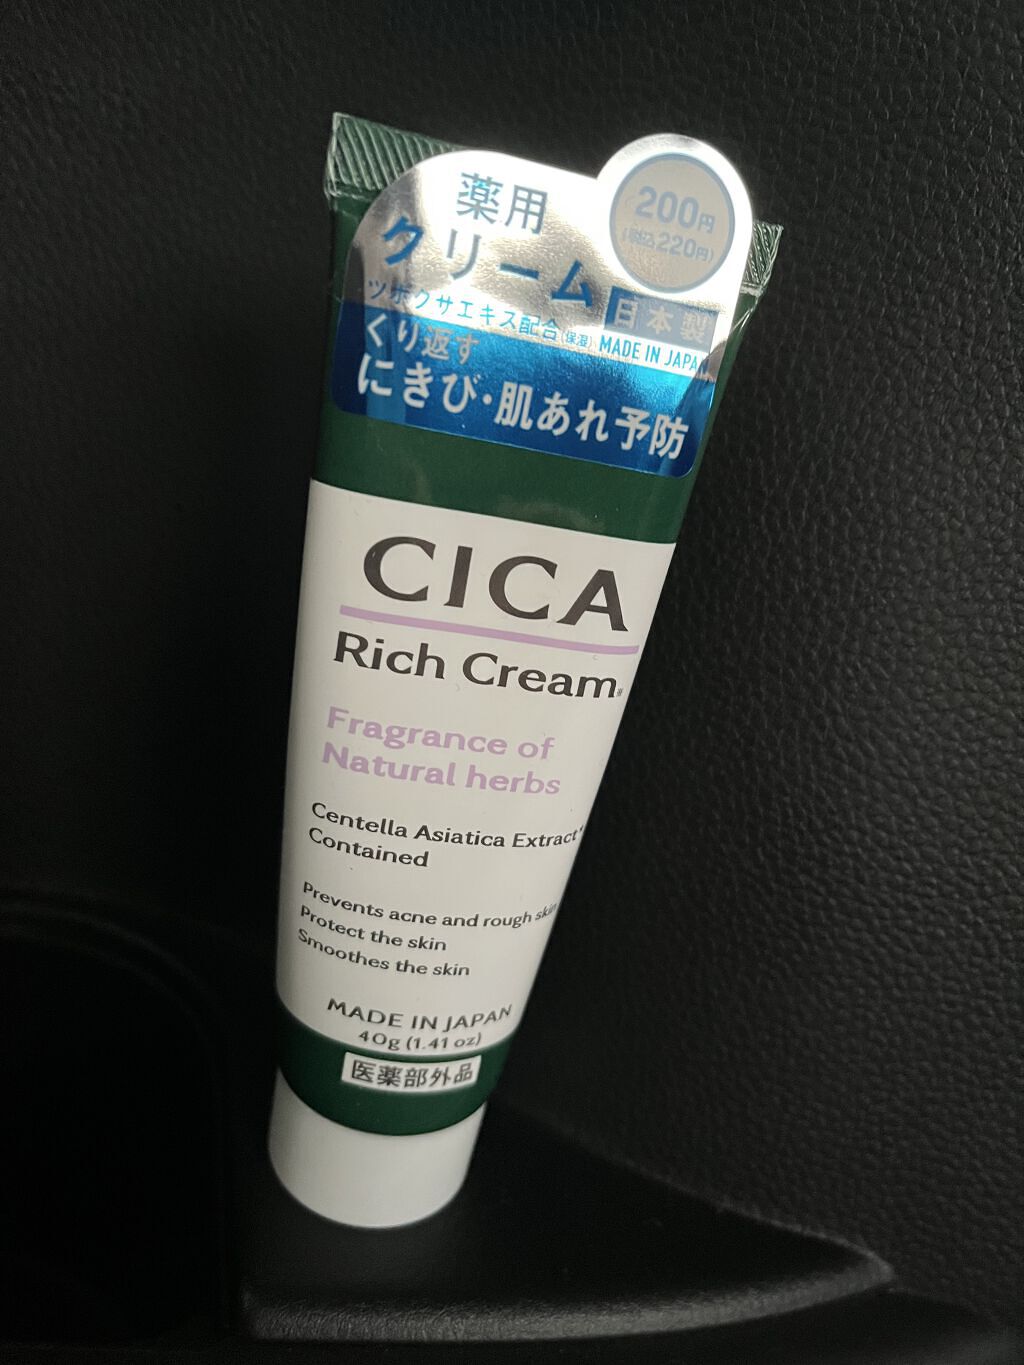 薬用
クリーム
200円
(税込220円)
日本製
ツボクサエキス配合(保湿) MADE IN JAPAN
くり返す
にきび・肌あれ予防
CICA
Rich Cream※
Fragrance of
Natural herbs
Centella Asiatica Extract*
Contained
Prevents acne and rough skin
Protect the skin
Smoothes the skin
MADE IN JAPAN
40g (1.41 oz)
医薬部外品